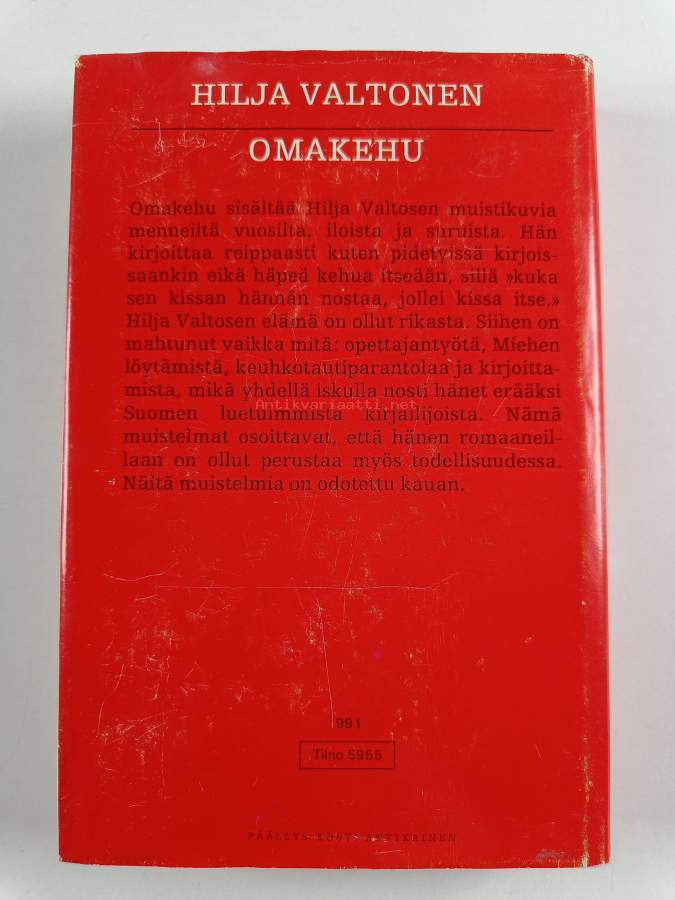 HILJA VALTONEN
OMAKEHU
Omakehu sisältää Hilja Valtosen muistikuvia
menneiltä vuosilta, iloista ja suruista. Hän
kirjoittaa reippaasti kuten pidetyissä kirjois-
saankin eikä häpeä kehua itseään, sillä »kuka
sen kissan hännän nostaa, jollei kissa itse.»
Hilja Valtosen elämä on ollut rikasta. Siihen on
mahtunut vaikka mitä: opettajantyötä, Miehen
löytämistä, keuhkotautiparantolaa ja kirjoitta-
mista, mikä yhdellä iskulla nosti hänet erääksi
Antikvariaatti.net
Suomen luetuimmista kirjailijoista. Nämä
muistelmat osoittavat, että hänen romaaneil-
laan on ollut perustaa myös todellisuudessa.
Näitä muistelmia on odotettu kauan.
991
Tilno 5955
PÄÄLLYS KOSTI ANTIKAINEN